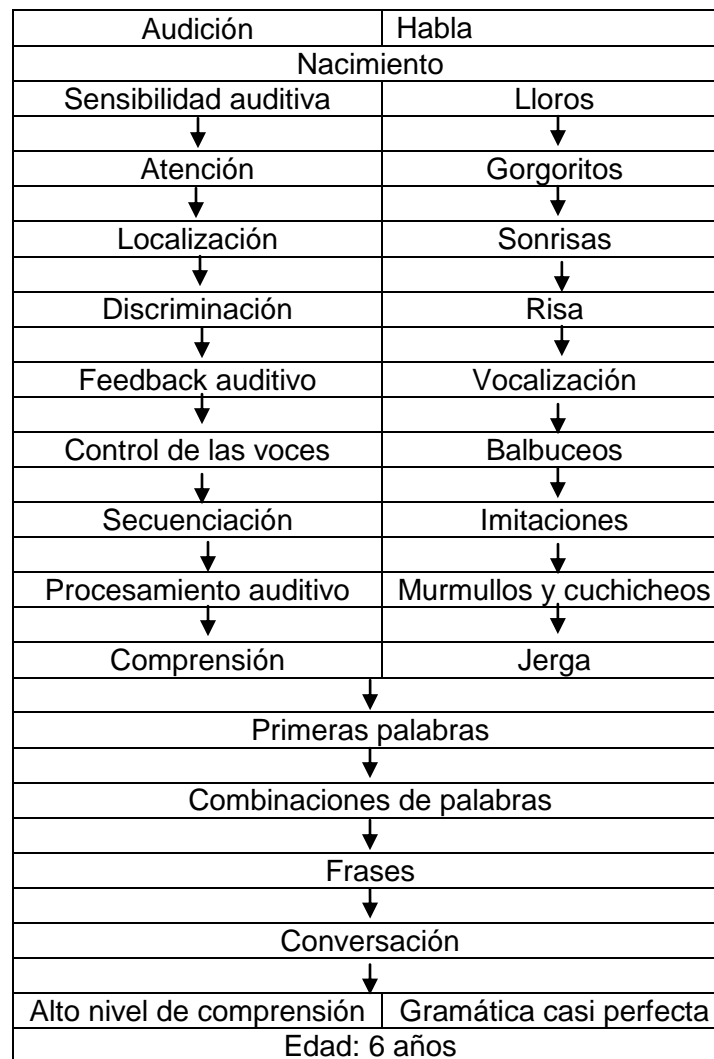 Audición Habla
Nacimiento
Sensibilidad auditiva Lloros
Atención Gorgoritos
Localización Sonrisas
Discriminación Risa
Feedback auditivo Vocalización
Control de las voces Balbuceos
Secuenciación Imitaciones
Procesamiento auditivo Murmullos y cuchicheos
Comprensión Jerga
Primeras palabras
Combinaciones de palabras
Frases
Conversación
Alto nivel de comprensión Gramática casi perfecta
Edad: 6 años